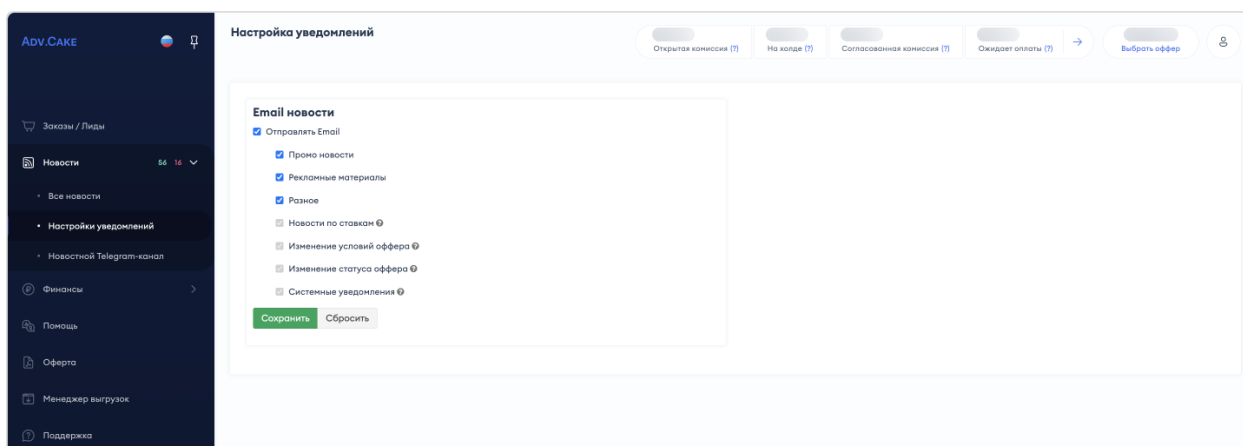 ADV.CAKE
Заказы / Лиды
Новости 56 16
Все новости
Настройки уведомлений
Новостной Telegram-канал
Финансы
Помощь
Оферта
Менеджер выгрузок
Поддержка
Настройка уведомлений
Открытая комиссия (?)
На холде (?)
Согласованная комиссия (?)
Ожидает оплаты (?)
Выбрать оффер
Email новости
Отправлять Email
Промо новости
Рекламные материалы
Разное
Новости по ставкам
Изменение условий оффера
Изменение статуса оффера
Системные уведомления
Сохранить Сбросить